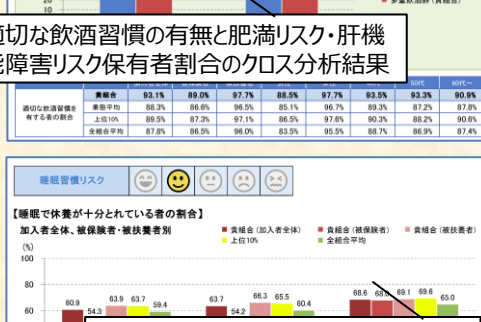 20
10
適切な飲酒習慣の有無と肥満リスク・肝機
能障害リスク保有者割合のクロス分析結果
貴組合 93.1% 89.0% 97.7% 88.5% 97.7% 93.5% 93.3% 90.9%
適切な飲酒習慣を
有する者の割合
業態平均 88.3% 86.6% 96.5% 85.1% 96.7% 89.3% 87.2% 87.8%
上位10% 89.5% 87.3% 97.1% 86.5% 97.6% 90.3% 88.2% 90.6%
全組合平均 87.8% 86.5% 96.0% 83.5% 95.5% 88.7% 86.9% 87.4%
睡眠習慣リスク
【睡眠で休養が十分とれている者の割合】
加入者全体、被保険者・被扶養者別
貴組合(加入者全体) 貴組合(被保険者) 貴組合(被扶養者)
上位10% 全組合平均
(%)
100
80
60
60.9 54.3 63.9 63.7 59.4
63.7 54.2 66.3 65.5 60.4
68.6 68.0 69.1 69.6 65.0